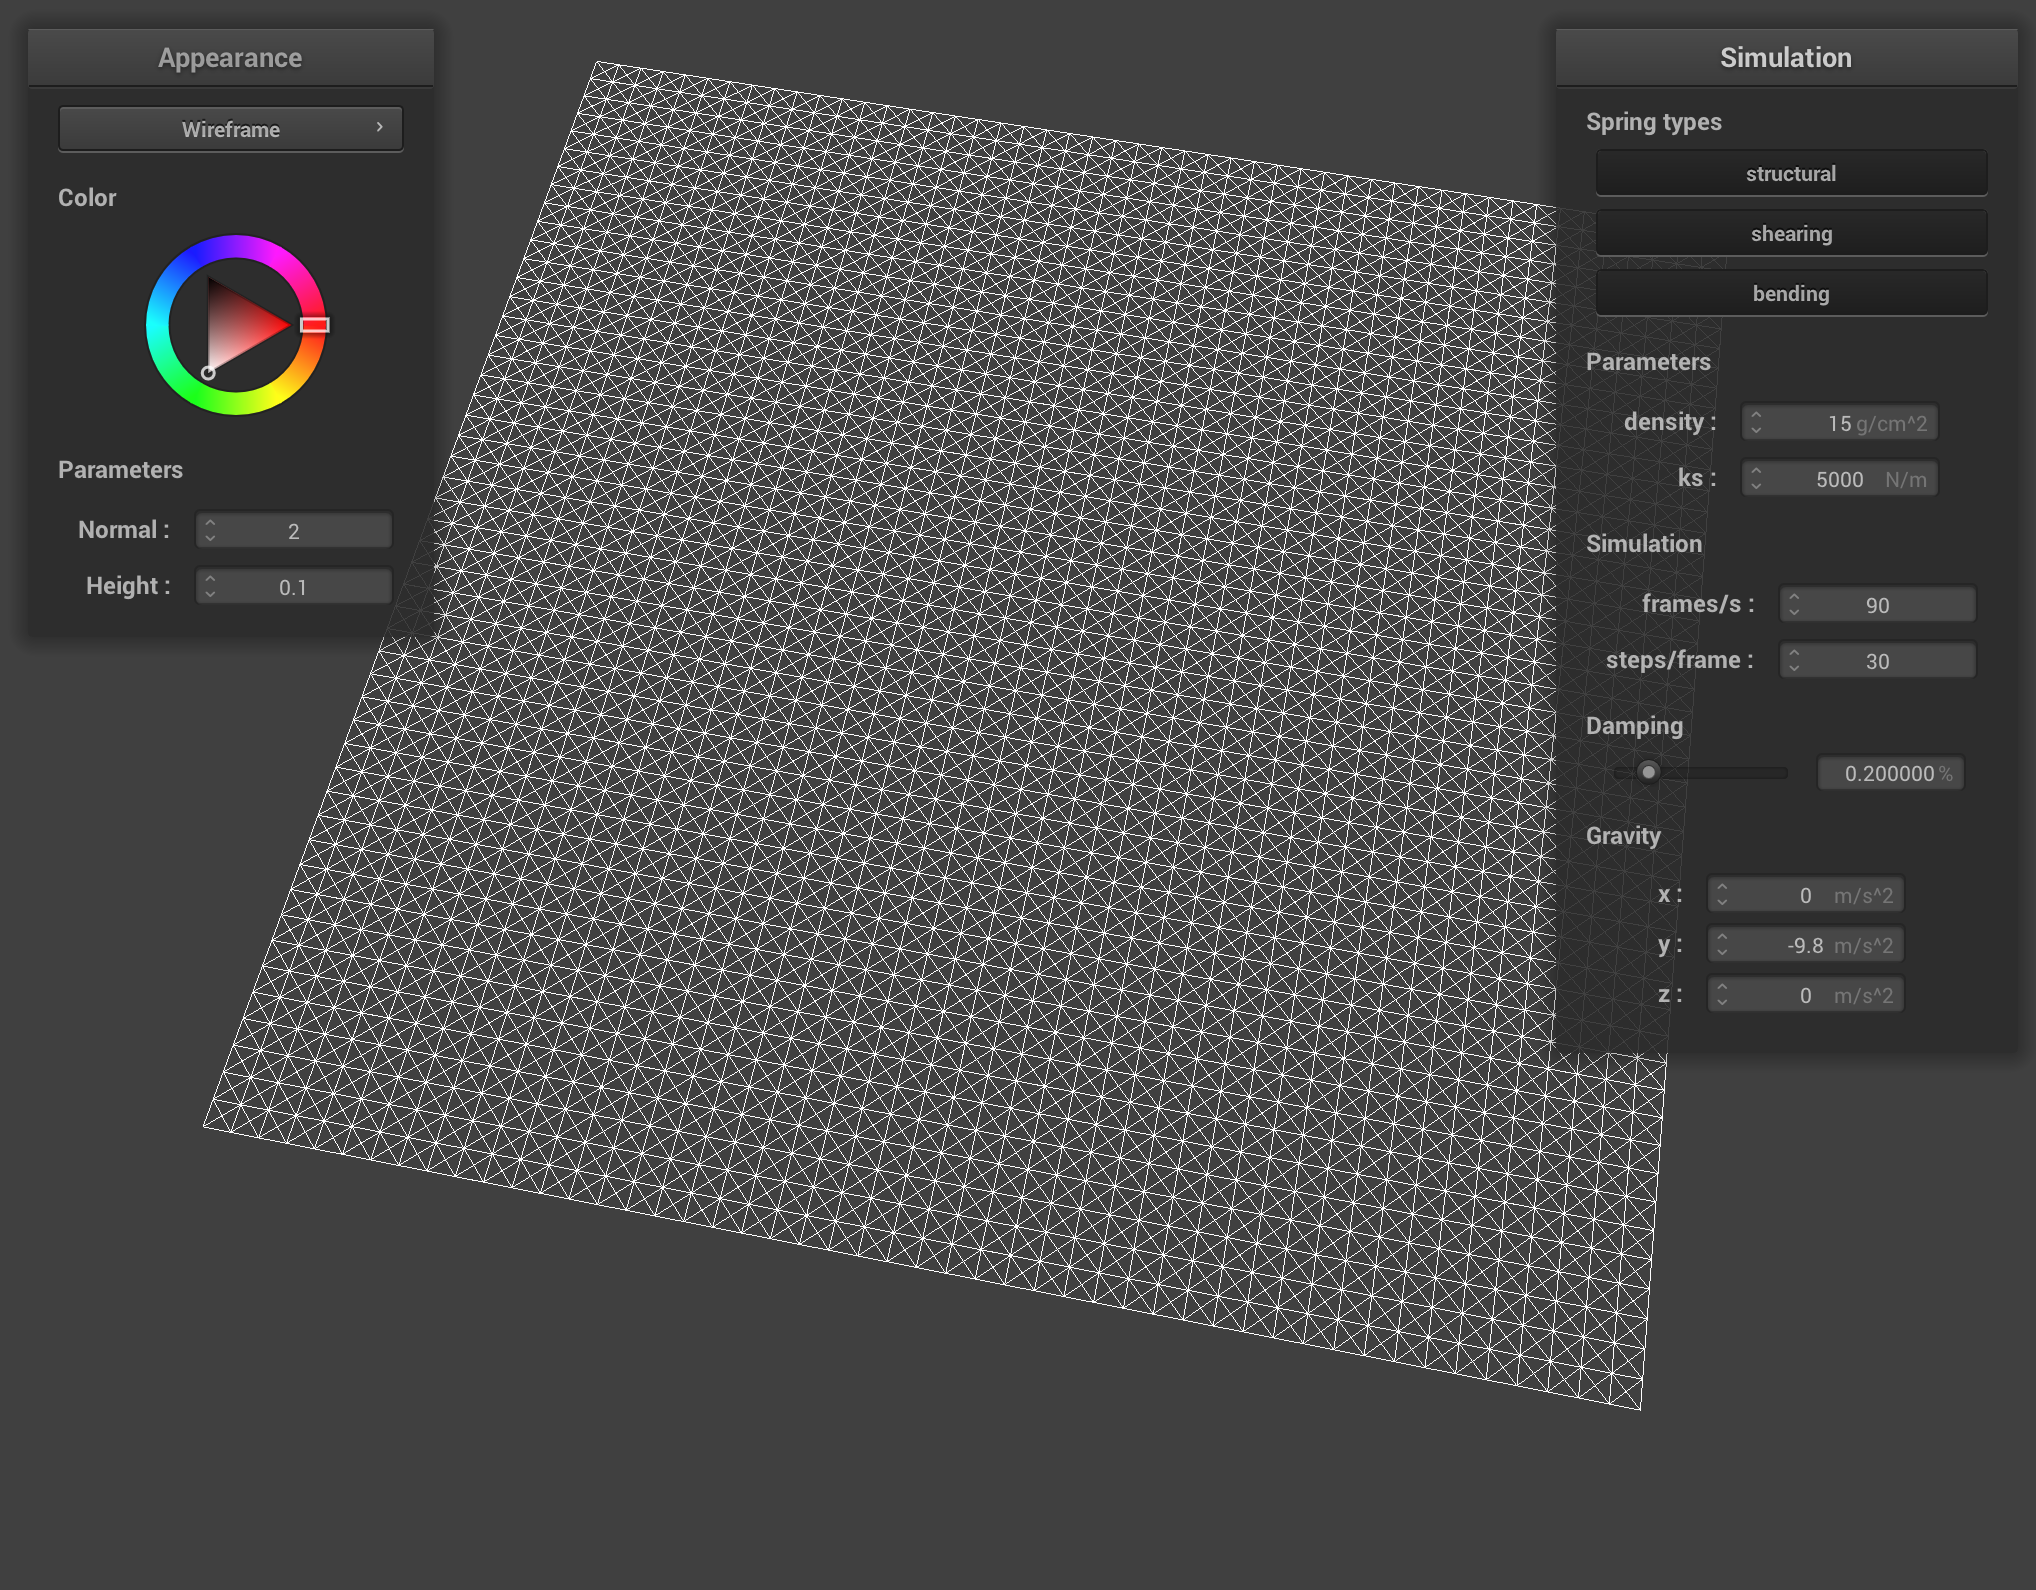 Appearance
Wireframe
Color
Parameters
Normal : 2
Height : 0.1
Simulation
Spring types
structural
shearing
bending
Parameters
density : 15 g/cm^2
ks : 5000 N/m
Simulation
frames/s : 90
steps/frame : 30
Damping
0.200000 %
Gravity
x : 0 m/s^2
y : -9.8 m/s^2
z : 0 m/s^2